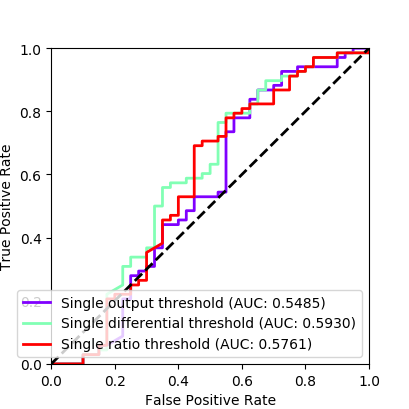 1.0
0.8
0.6
0.4
0.2
0.0
True Positive Rate
Single output threshold (AUC: 0.5485)
Single differential threshold (AUC: 0.5930)
Single ratio threshold (AUC: 0.5761)
0.0 0.2 0.4 0.6 0.8 1.0
False Positive Rate